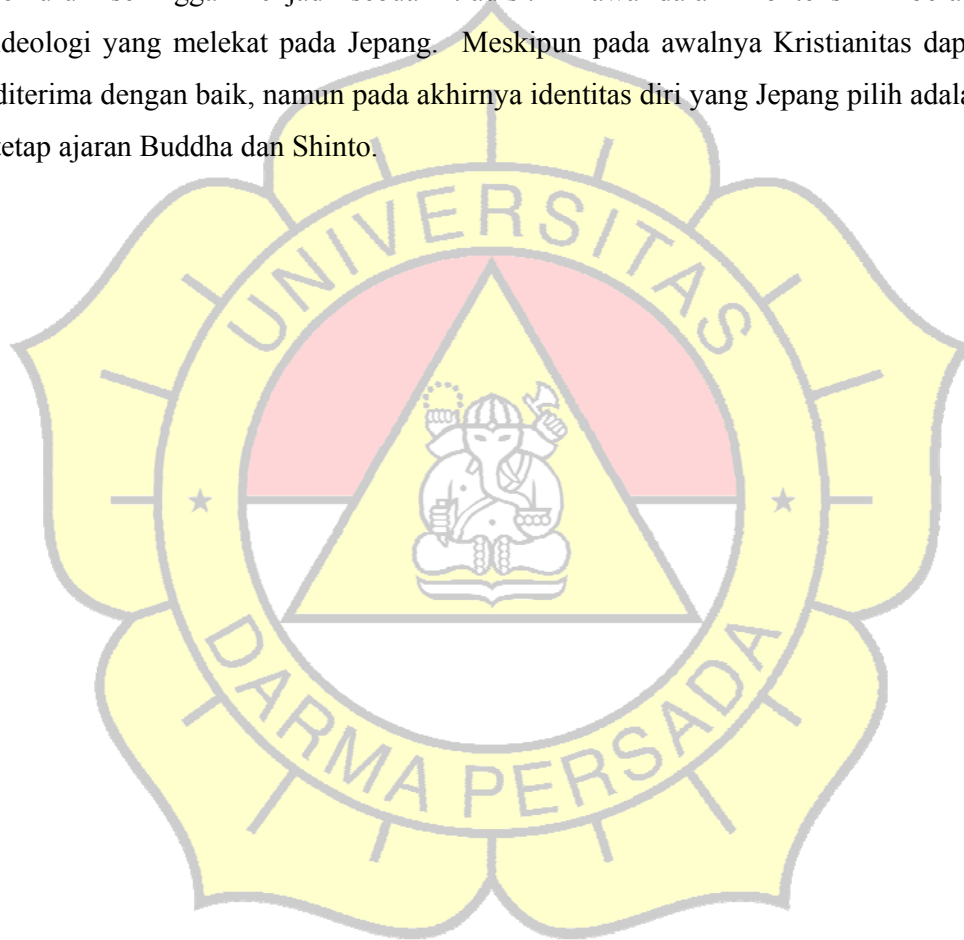 ideologi yang melekat pada Jepang. Meskipun pada awalnya Kristianitas dap
diterima dengan baik, namun pada akhirnya identitas diri yang Jepang pilih adala
tetap ajaran Buddha dan Shinto.
UNIVERSITAS
DARMA PERSADA